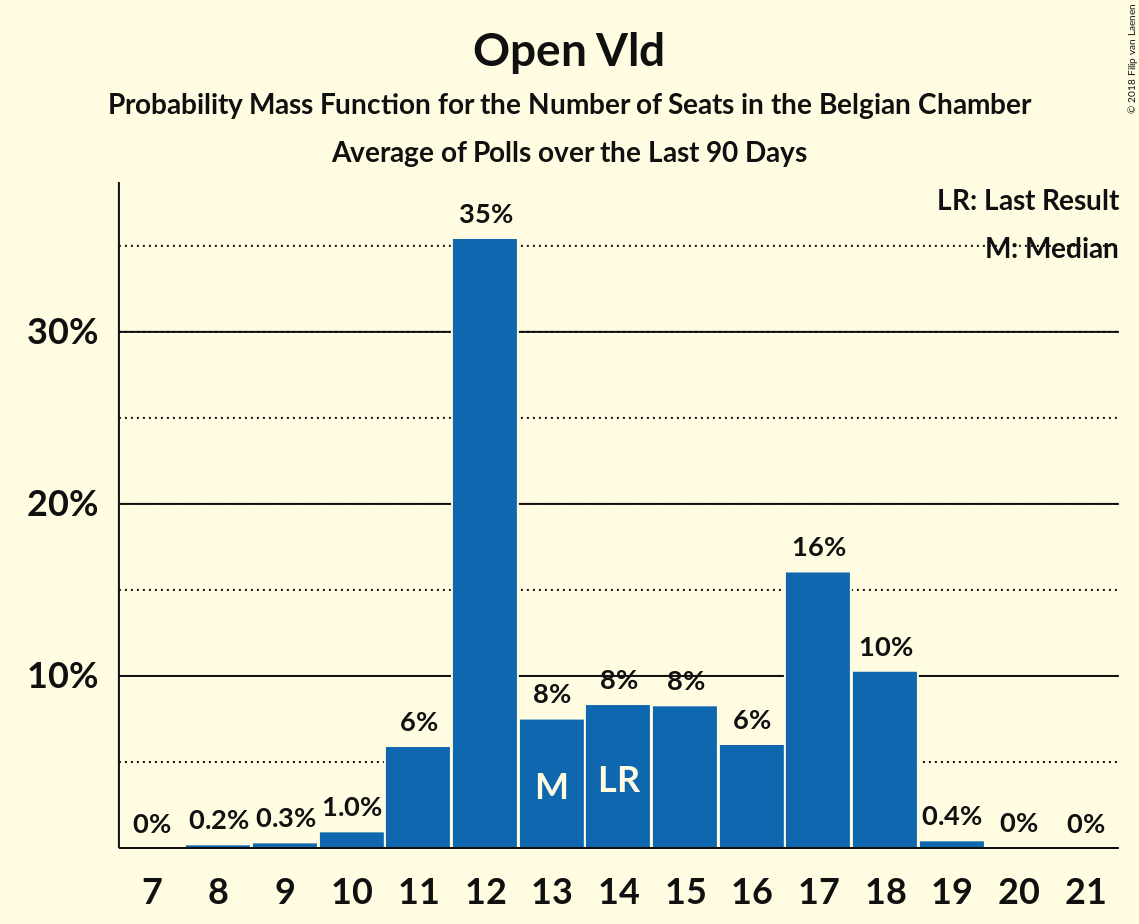 Open Vld
Probability Mass Function for the Number of Seats in the Belgian Chamber
Average of Polls over the Last 90 Days
© 2018 Filip van Laenen
LR: Last Result
M: Median
30%
20%
10%
0%
0.2%
0.3%
1.0%
6%
35%
8%
8%
8%
6%
16%
10%
0.4%
0%
0%
M
LR
7 8 9 10 11 12 13 14 15 16 17 18 19 20 21